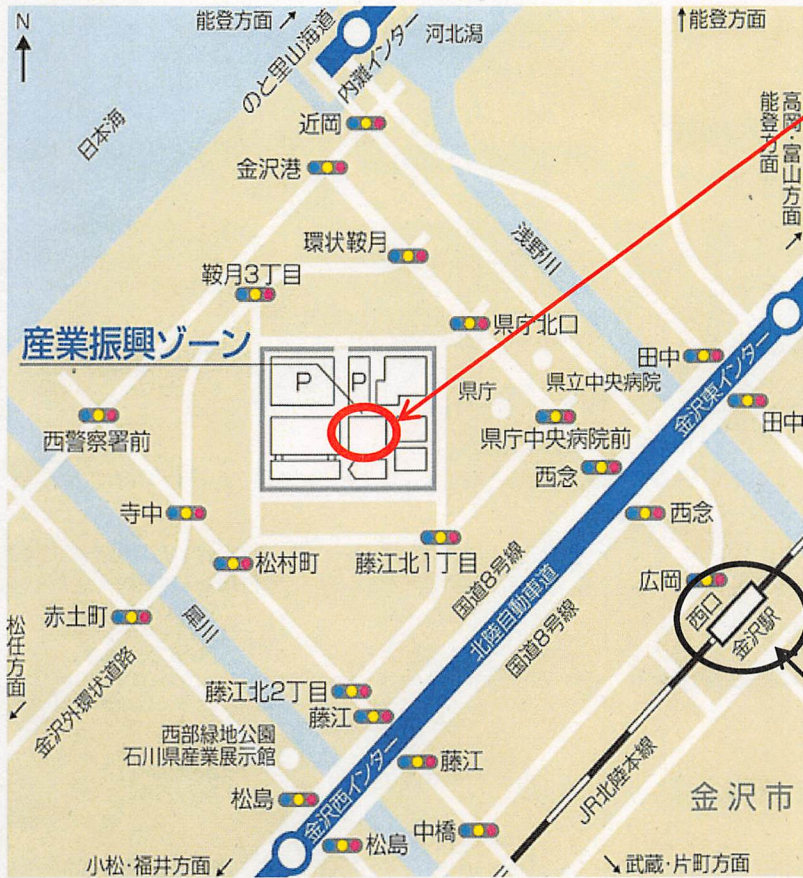 N
能登方面
のと里山海道
内灘インター
河北潟
能登方面
高岡・富山方面
能登方面
日本海
近岡
金沢港
浅野川
環状鞍月
鞍月3丁目
県庁北口
産業振興ゾーン
P
P
県庁
県立中央病院
田中
金沢東インター
田中
西警察署前
県庁中央病院前
西念
寺中
西念
松村町
藤江北1丁目
広岡
国道8号線
北陸自動車道
国道8号線
西口
金沢駅
赤土町
犀川
松任方面
金沢外環状道路
藤江北2丁目
藤江
西部緑地公園
石川県産業展示館
藤江
金沢西インター
JR北陸本線
金沢市
松島
松島
中橋
小松・福井方面
武蔵・片町方面